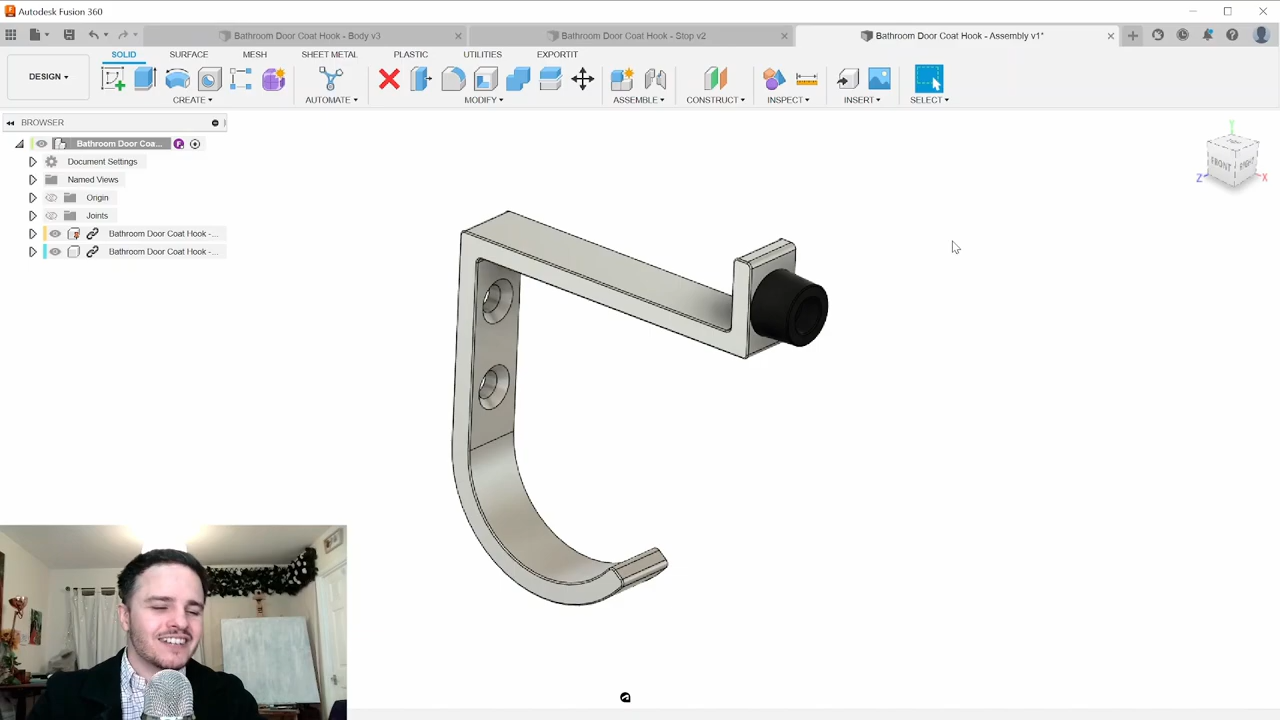 Autodesk Fusion 360
Bathroom Door Coat Hook - Body v3
Bathroom Door Coat Hook - Stop v2
Bathroom Door Coat Hook - Assembly v1*
DESIGN
SOLID
SURFACE
MESH
SHEET METAL
PLASTIC
UTILITIES
EXPORTIT
CREATE
AUTOMATE
MODIFY
ASSEMBLE
CONSTRUCT
INSPECT
INSERT
SELECT
BROWSER
Bathroom Door Coa...
Document Settings
Named Views
Origin
Joints
Bathroom Door Coat Hook -...
Bathroom Door Coat Hook -...
Y
FRONT
RIGHT
Z
X